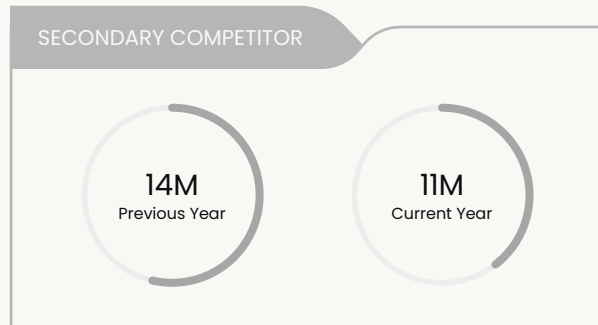 SECONDARY COMPETITOR
14M
Previous Year
11M
Current Year